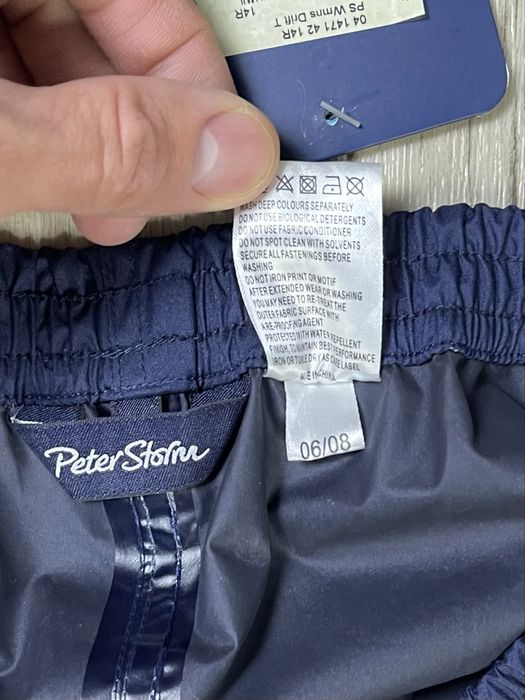 04 1471 42 14R
PS Wmns Drift T
14R
WASH DEEP COLOURS SEPARATELY
DO NOT USE BIOLOGICAL DETERGENTS
DO NOT USE FABRIC CONDITIONER
DO NOT SPOT CLEAN WITH SOLVENTS
SECURE ALL FASTENINGS BEFORE
WASHING
DO NOT IRON PRINT OR MOTIF
AFTER EXTENDED WEAR OR WASHING
YOU MAY NEED TO RE-TREAT THE
OUTER FABRIC SURFACE WITH
A RE-PROOFING AGENT
PROTECTED WITH WATER REPELLENT
FINISH, TO MAINTAIN BEST PERFORMANCE
IRON OR TUMBLE DRY AS CARE LABEL
MADE IN CHINA
06/08
Peter Storm